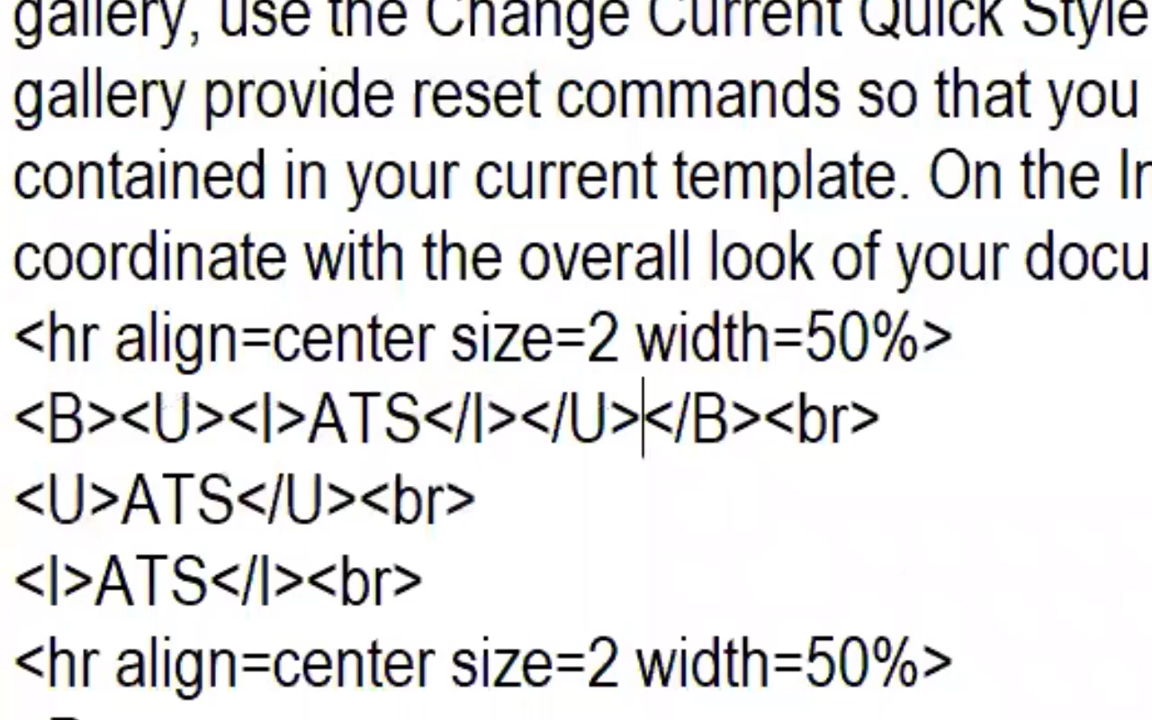 gallery, use the Change Current Quick Style
gallery provide reset commands so that you
contained in your current template. On the
coordinate with the overall look of your docu
<hr align=center size=2 width=50%>
<B><U><I>ATS</I></U></B><br>
<U>ATS</U><br>
<I>ATS</I><br>
<hr align=center size=2 width=50%>